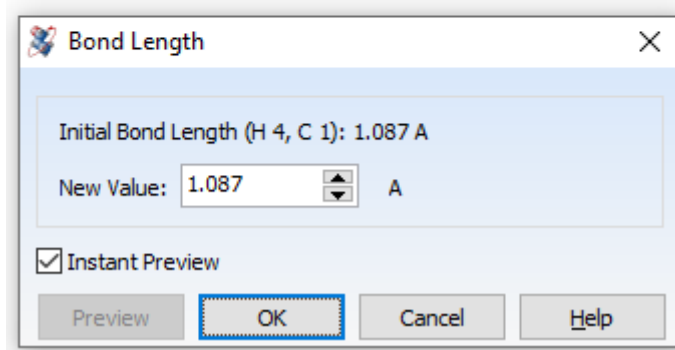 Bond Length
Initial Bond Length (H 4, C 1): 1.087 A
New Value: 1.087 A
Instant Preview
Preview OK Cancel Help